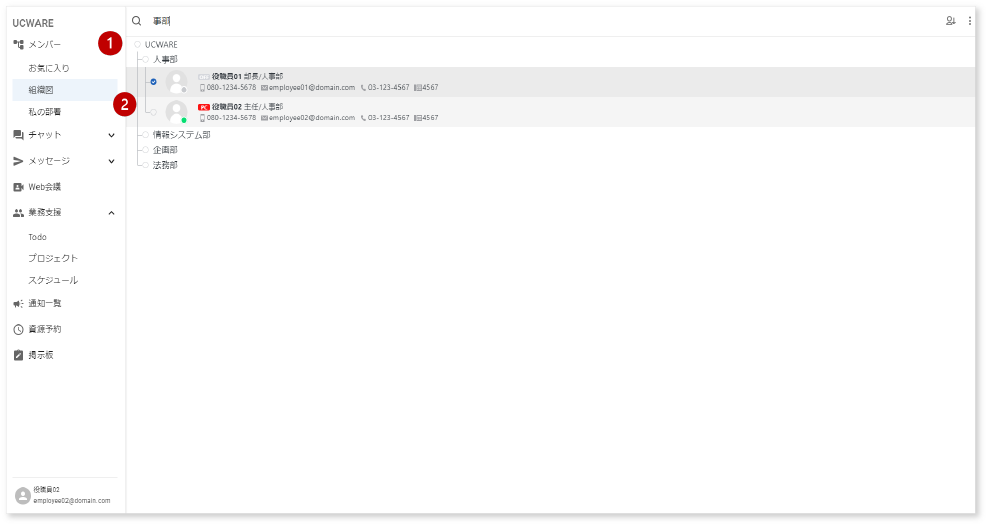 UCWARE
メンバー
お気に入り
組織図
私の部署
チャット
メッセージ
Web会議
業務支援
Todo
プロジェクト
スケジュール
通知一覧
資源予約
掲示板
役職員02
employee02@domain.com
1
2
事部
UCWARE
人事部
役職員01 部長/人事部
080-1234-5678 employee01@domain.com 03-123-4567 4567
PC 役職員02 主任/人事部
080-1234-5678 employee02@domain.com 03-123-4567 4567
情報システム部
企画部
法務部